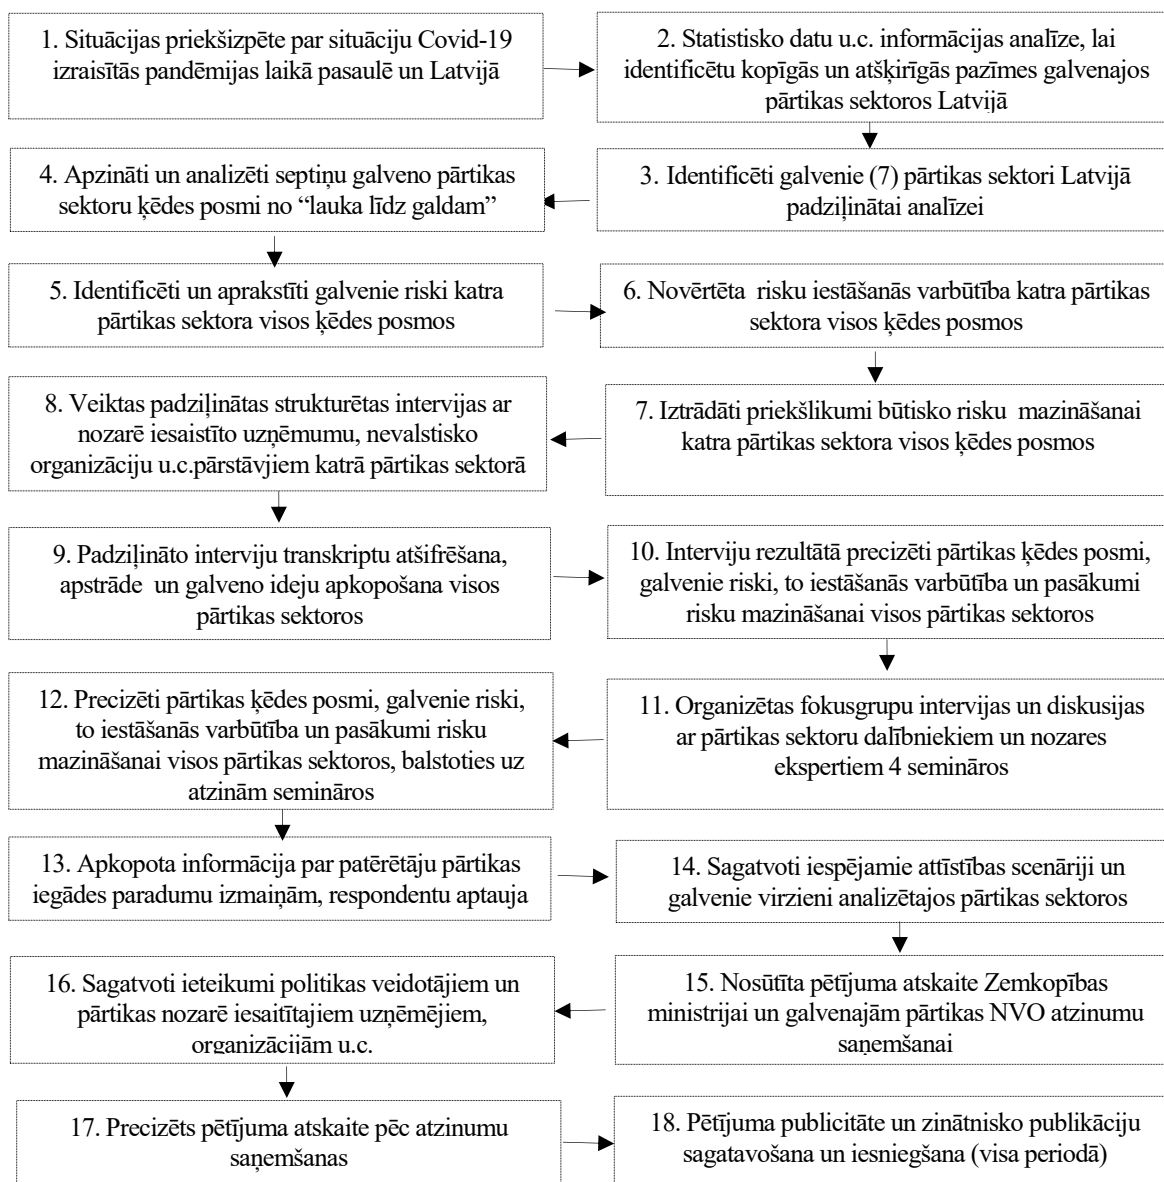 1. Situācijas priekšizpēte par situāciju Covid-19
izraisītās pandēmijas laikā pasaulē un Latvijā
2. Statistisko datu u.c. informācijas analīze, lai
identificētu kopīgās un atšķirīgās pazīmes galvenajos
pārtikas sektoros Latvijā
3. Identificēti galvenie (7) pārtikas sektori Latvijā
padziļinātai analīzei
4. Apzināti un analizēti septiņu galveno pārtikas
sektoru ķēdes posmi no “lauka līdz galdam”
5. Identificēti un aprakstīti galvenie riski katra
pārtikas sektora visos ķēdes posmos
6. Novērtēta risku iestāšanās varbūtība katra pārtikas
sektora visos ķēdes posmos
7. Iztrādāti priekšlikumi būtisko risku mazināšanai
katra pārtikas sektora visos ķēdes posmos
8. Veiktas padziļinātas strukturētas intervijas ar
nozarē iesaistīto uzņēmumu, nevalstisko
organizāciju u.c.pārstāvjiem katrā pārtikas sektorā
9. Padziļināto interviju transkriptu atšifrēšana,
apstrāde un galveno ideju apkopošana visos
pārtikas sektoros
10. Interviju rezultātā precizēti pārtikas ķēdes posmi,
galvenie riski, to iestāšanās varbūtība un pasākumi
risku mazināšanai visos pārtikas sektoros
11. Organizētas fokusgrupu intervijas un diskusijas
ar pārtikas sektoru dalībniekiem un nozares
ekspertiem 4 semināros
12. Precizēti pārtikas ķēdes posmi, galvenie riski,
to iestāšanās varbūtība un pasākumi risku
mazināšanai visos pārtikas sektoros, balstoties uz
atzinām semināros
13. Apkopota informācija par patērētāju pārtikas
iegādes paradumu izmaiņām, respondentu aptauja
14. Sagatvoti iespējamie attīstības scenāriji un
galvenie virzieni analizētajos pārtikas sektoros
15. Nosūtīta pētījuma atskaite Zemkopības
ministrijai un galvenajām pārtikas NVO atzinumu
saņemšanai
16. Sagatvoti ieteikumi politikas veidotājiem un
pārtikas nozarē iesaitītajiem uzņēmējiem,
organizācijām u.c.
17. Precizēts pētījuma atskaite pēc atzinumu
saņemšanas
18. Pētījuma publicitāte un zinātnisko publikāciju
sagatavošana un iesniegšana (visa periodā)